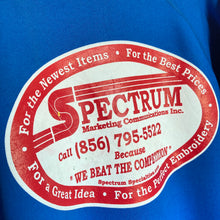 • For the Newest Items • For the Best Prices
SPECTRUM
Marketing Communications Inc.
Call (856) 795-5522
Because
"WE BEAT THE COMPETITION"
Spectrum Specialties
• For a Great Idea • For the Perfect Embroidery